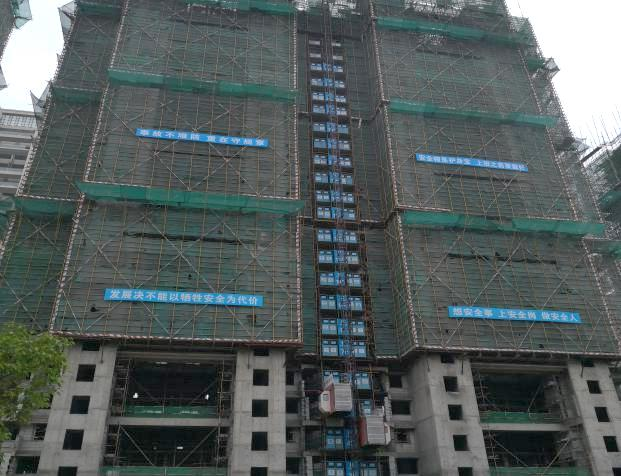 事故不难防 重在守规章
安全帽是护身宝 上班之前要戴好
发展决不能以牺牲安全为代价
想安全事 上安全岗 做安全人